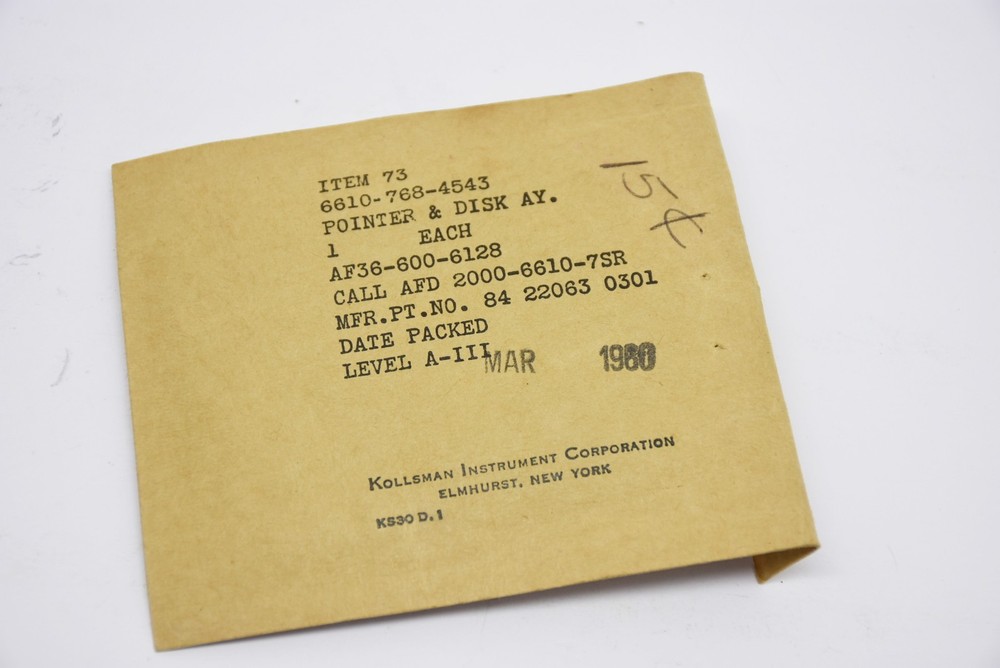 ITEM 73
6610-768-4543
POINTER & DISK AY.
1 EACH
AF36-600-6128
CALL AFD 2000-6610-7SR
MFR.PT.NO. 84 22063 0301
DATE PACKED
LEVEL A-III
MAR 1960
15¢
KOLLSMAN INSTRUMENT CORPORATION
ELMHURST, NEW YORK
KS30 D.1